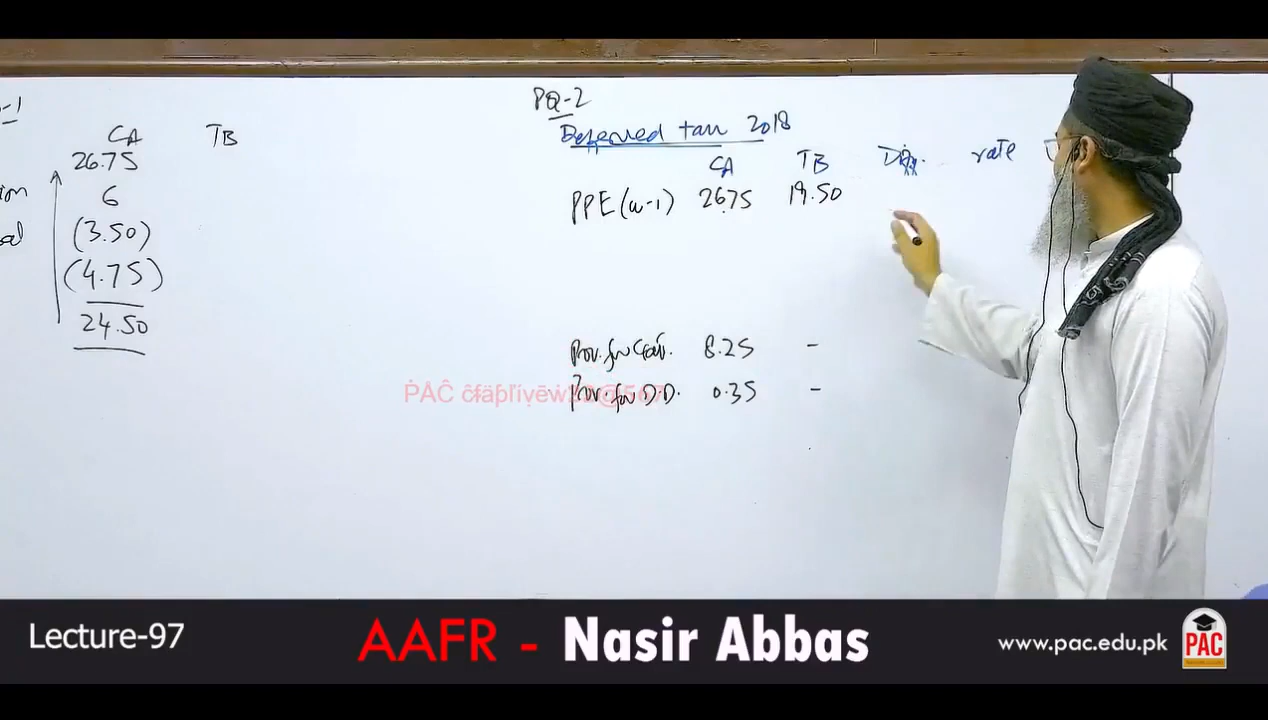 -1
CA TB
26.75
6
(3.50)
(4.75)
24.50
PQ-2
Deferred tax 2018
CA TB Diff. rate
PPE (w-1) 26.75 19.50
Prov. for 8.25 -
Prov. for D.D. 0.35 -
Lecture-97
AAFR - Nasir Abbas
www.pac.edu.pk
PAC